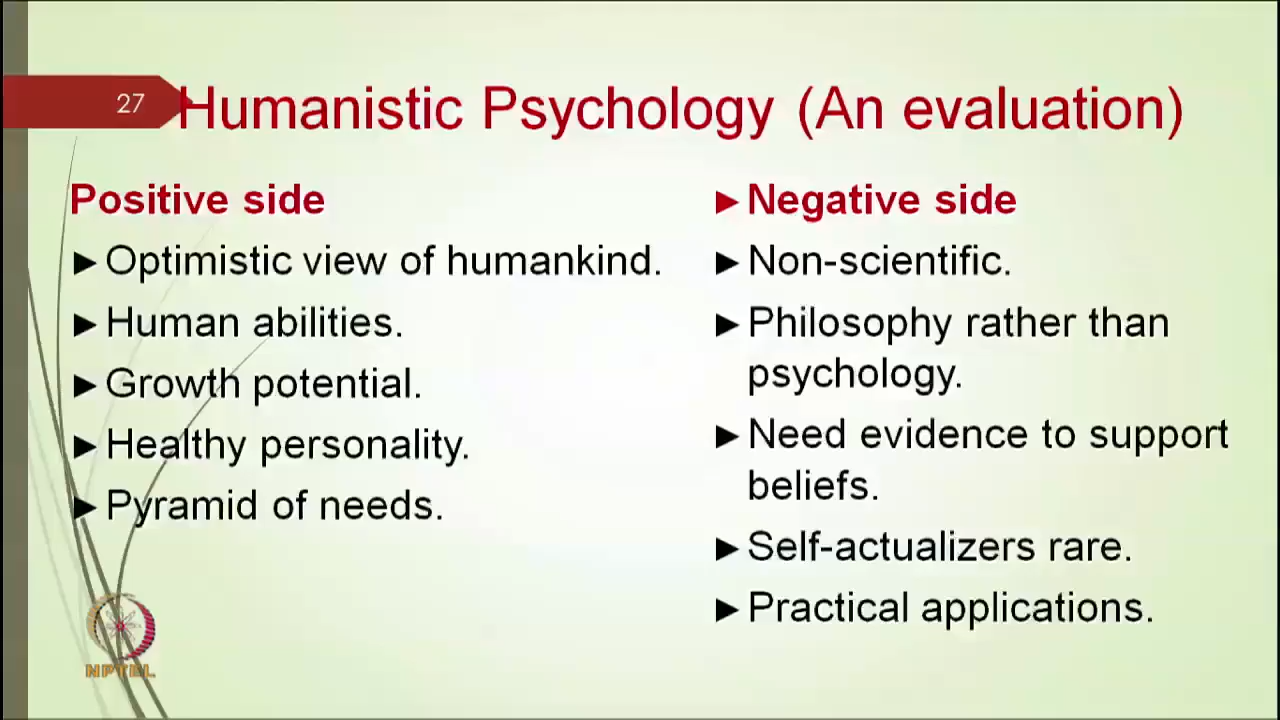 27
Humanistic Psychology (An evaluation)
Positive side
►Optimistic view of humankind.
►Human abilities.
►Growth potential.
►Healthy personality.
►Pyramid of needs.
►Negative side
►Non-scientific.
►Philosophy rather than
psychology.
►Need evidence to support
beliefs.
►Self-actualizers rare.
►Practical applications.
NPTEL